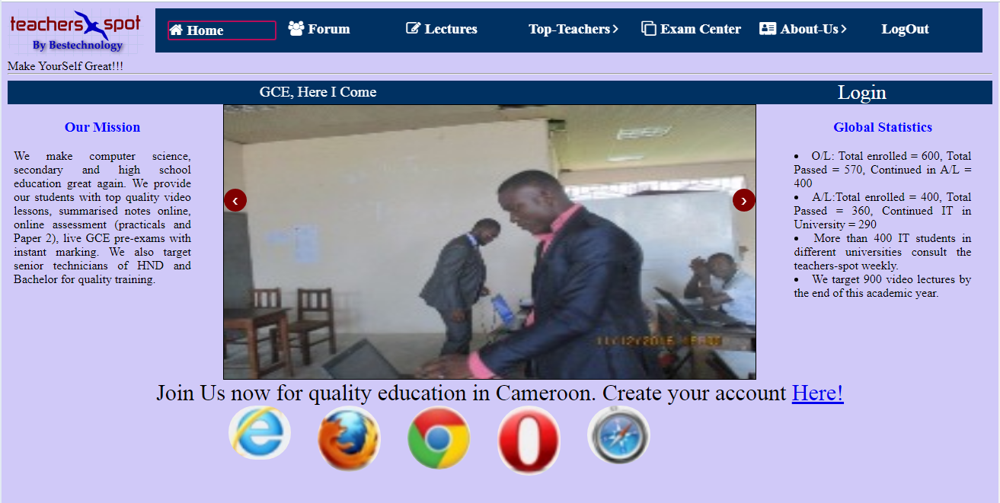 teachers spot
By Bestechnology
Home
Forum
Lectures
Top-Teachers
Exam Center
About-Us
LogOut
Make YourSelf Great!!!
GCE, Here I Come
Login
Our Mission
We make computer science,
secondary and high school
education great again. We provide
our students with top quality video
lessons, summarised notes online,
online assessment (practicals and
Paper 2), live GCE pre-exams with
instant marking. We also target
senior technicians of HND and
Bachelor for quality training.
Global Statistics
• O/L: Total enrolled = 600, Total
Passed = 570, Continued in A/L =
400
• A/L:Total enrolled = 400, Total
Passed = 360, Continued IT in
University = 290
• More than 400 IT students in
different universities consult the
teachers-spot weekly.
• We target 900 video lectures by
the end of this academic year.
Join Us now for quality education in Cameroon. Create your account Here!